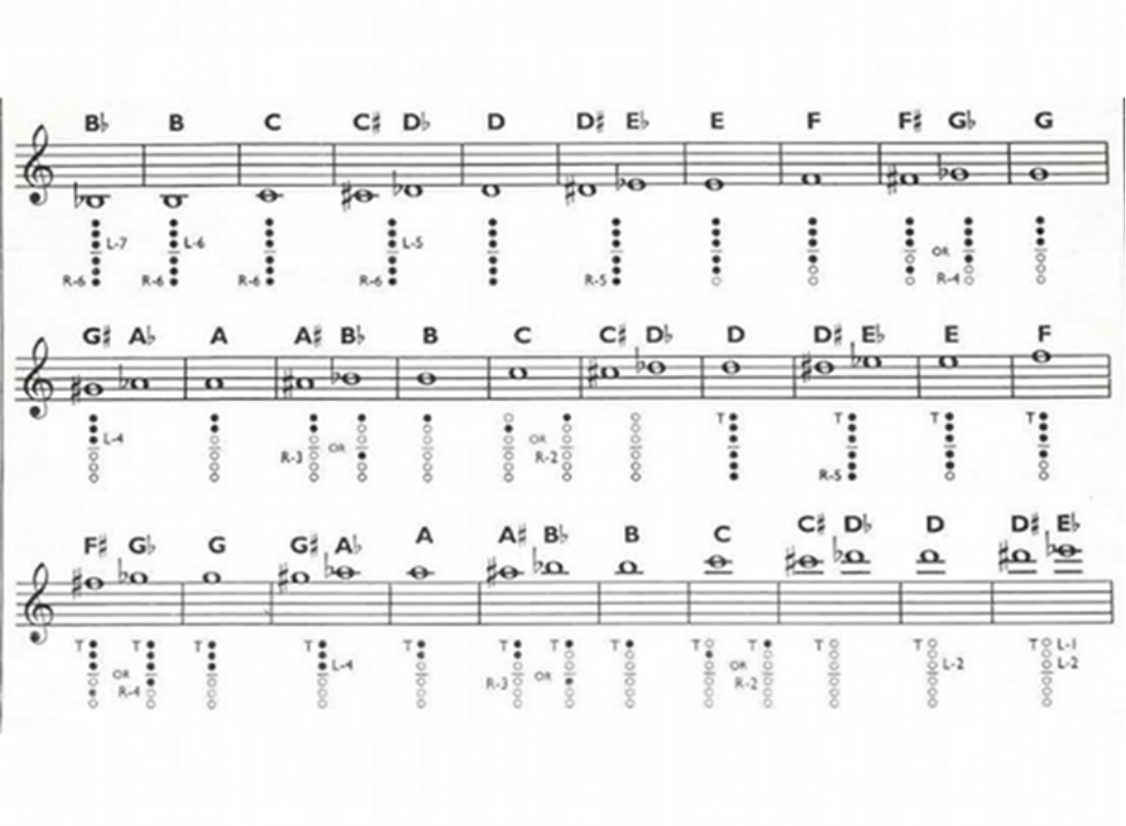 B♭ B C C♯ D♭ D D♯ E♭ E F F♯ G♭ G
L-7 L-6 L-5 OR
R-6 R-6 R-6 R-6 R-5 R-4
G♯ A♭ A A♯ B♭ B C C♯ D♭ D D♯ E♭ E F
T T T T
L-4 R-3 OR OR R-2 R-5
F♯ G♭ G G♯ A♭ A A♯ B♭ B C C♯ D♭ D D♯ E♭
T T T T T T T T T T T T T L-1
OR R-4 L-4 R-3 OR OR R-2 L-2 L-2